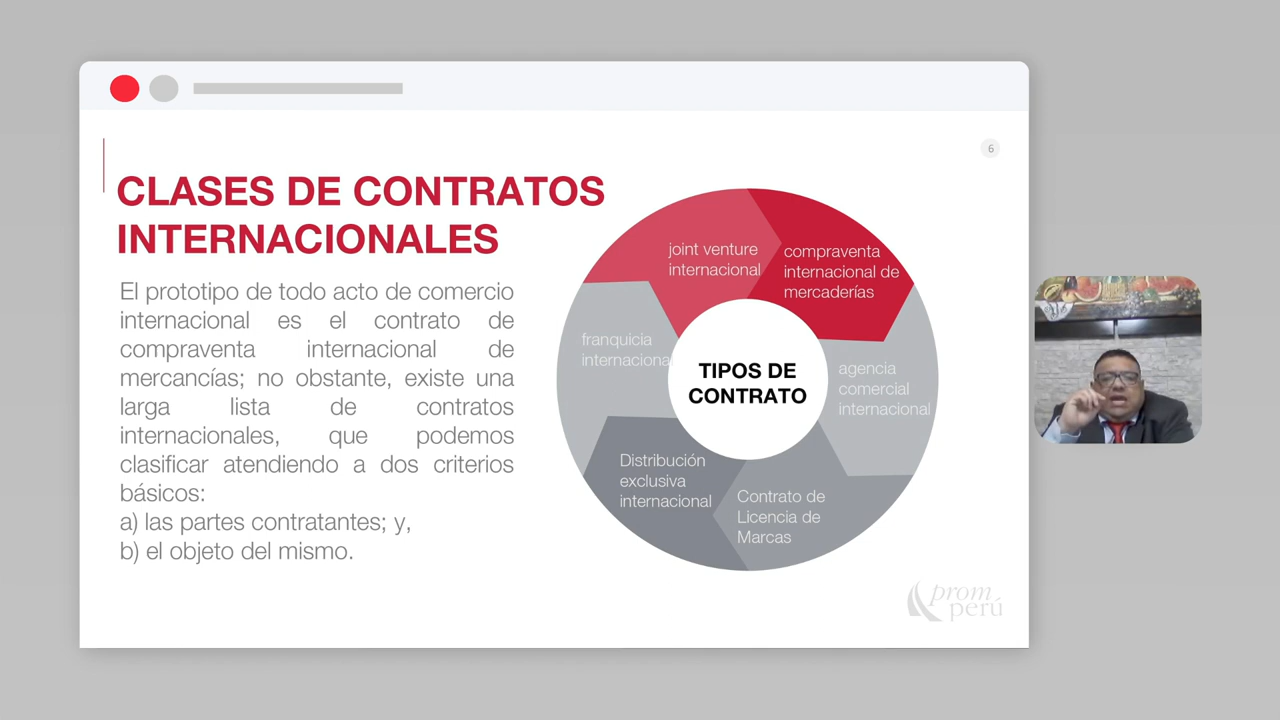 6
CLASES DE CONTRATOS
INTERNACIONALES
El prototipo de todo acto de comercio
internacional es el contrato de
compraventa internacional de
mercancías; no obstante, existe una
larga lista de contratos
internacionales, que podemos
clasificar atendiendo a dos criterios
básicos:
a) las partes contratantes; y,
b) el objeto del mismo.
joint venture
internacional
compraventa
internacional de
mercaderías
franquicia
internacional
TIPOS DE
CONTRATO
agencia
comercial
internacional
Distribución
exclusiva
internacional
Contrato de
Licencia de
Marcas
prom
perú